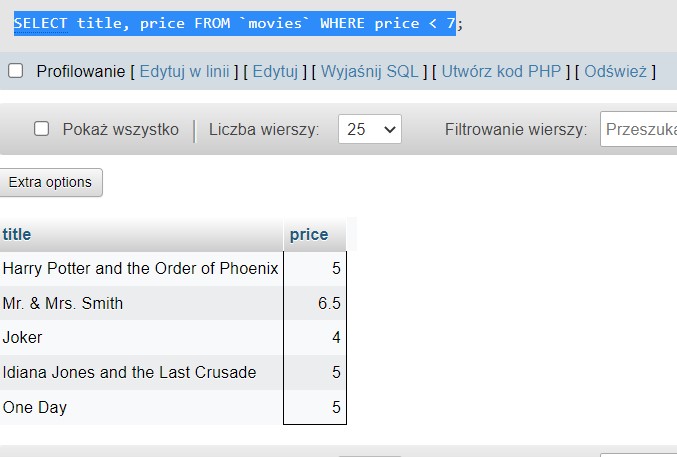 SELECT title, price FROM `movies` WHERE price < 7;
Profilowanie [ Edytuj w linii ] [ Edytuj ] [ Wyjaśnij SQL ] [ Utwórz kod PHP ] [ Odśwież ]
Pokaż wszystko Liczba wierszy: 25 Filtrowanie wierszy: Przeszuka
Extra options
title price
Harry Potter and the Order of Phoenix 5
Mr. & Mrs. Smith 6.5
Joker 4
Idiana Jones and the Last Crusade 5
One Day 5